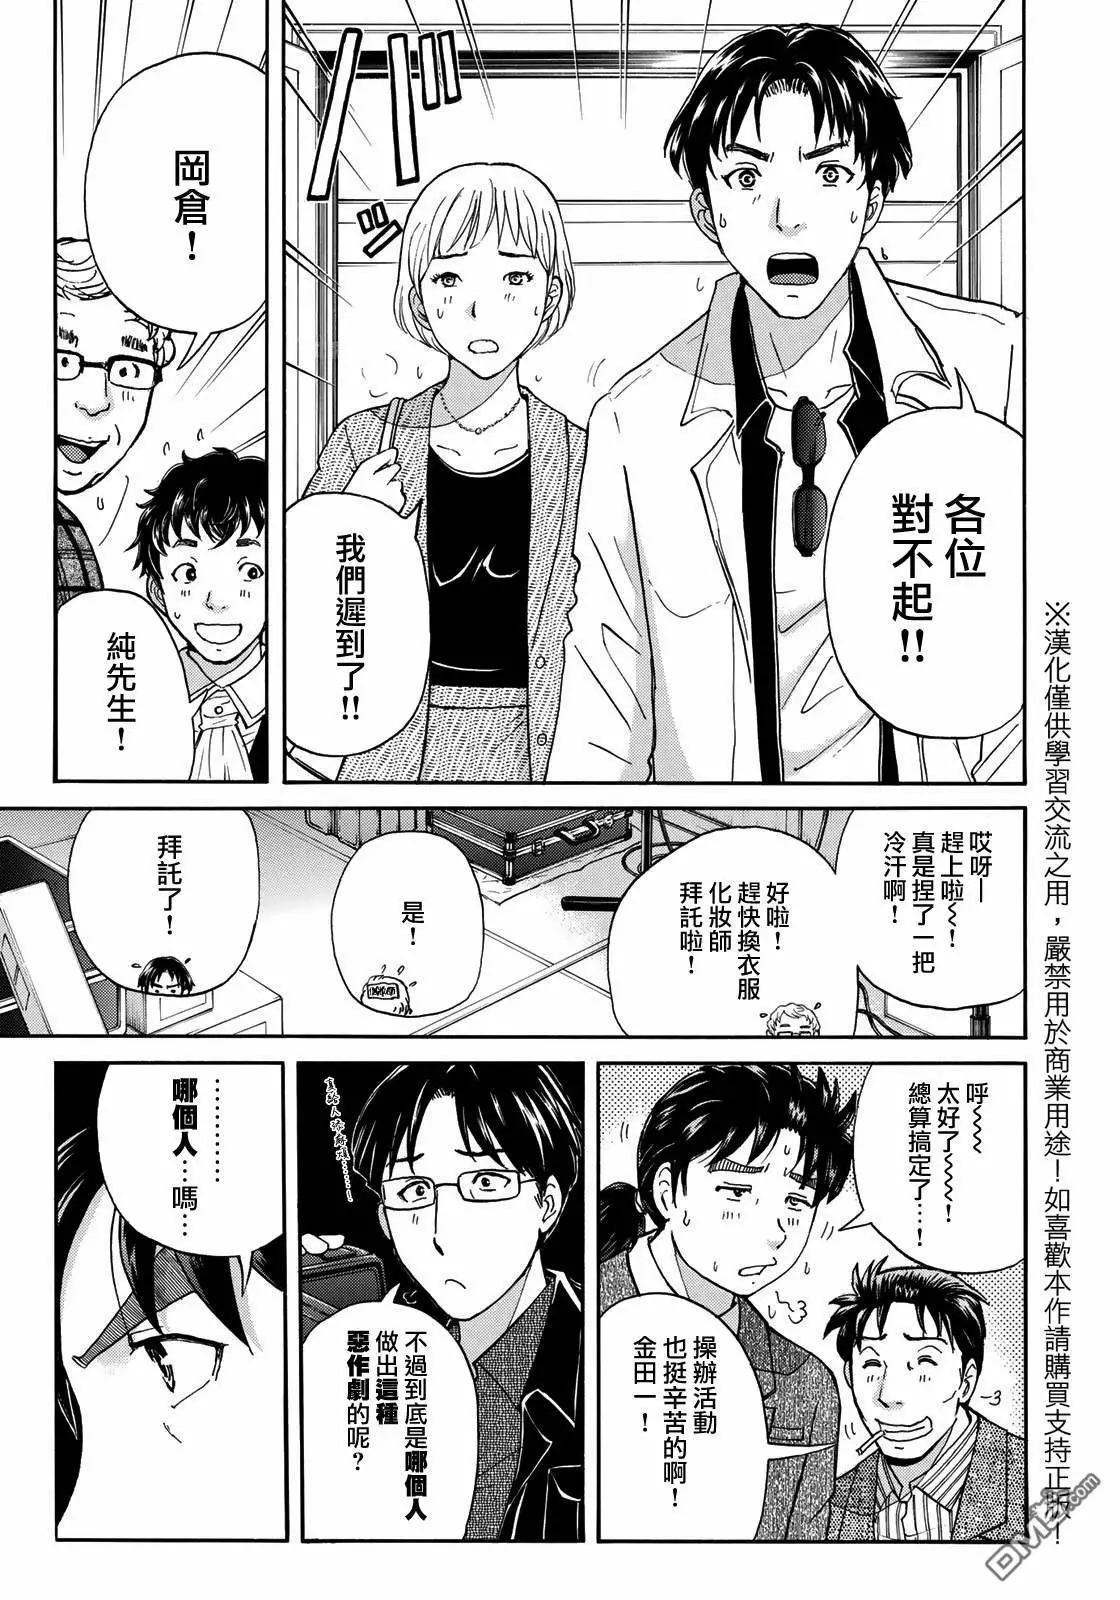 各位
對不起!!
我們遲到了!!
岡倉!
純先生!
哎呀—
趕上啦~!
真是捏了一把
冷汗啊!
好啦!
趕快換衣服
化妝師
拜託啦!
是!
拜託了!
呼~~
太好了~~!
總算搞定了…!
操辦活動
也挺辛苦的啊!
金田一!
不過到底是哪個人
做出這種
惡作劇的呢?
………
哪個人…嗎…
※漢化僅供學習交流之用，嚴禁用於商業用途！如喜歡本作請購買支持正版！